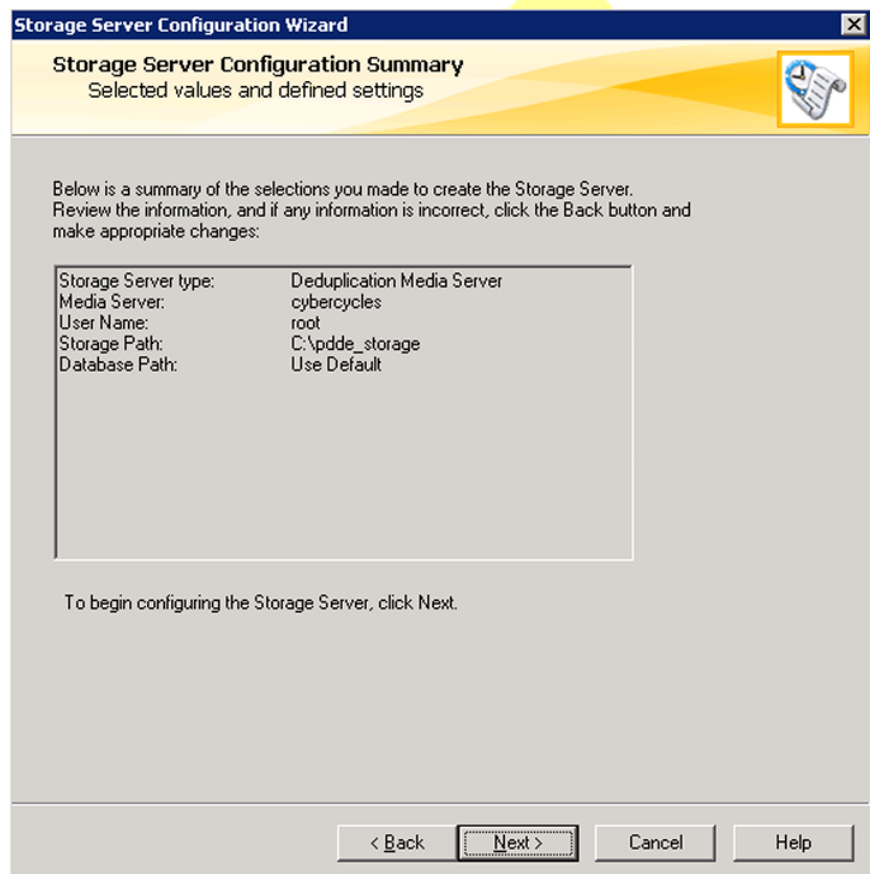 Storage Server Configuration Wizard
Storage Server Configuration Summary
Selected values and defined settings
Below is a summary of the selections you made to create the Storage Server.
Review the information, and if any information is incorrect, click the Back button and
make appropriate changes:
Storage Server type: Deduplication Media Server
Media Server: cybercycles
User Name: root
Storage Path: C:\pdde_storage
Database Path: Use Default
To begin configuring the Storage Server, click Next.
< Back Next > Cancel Help